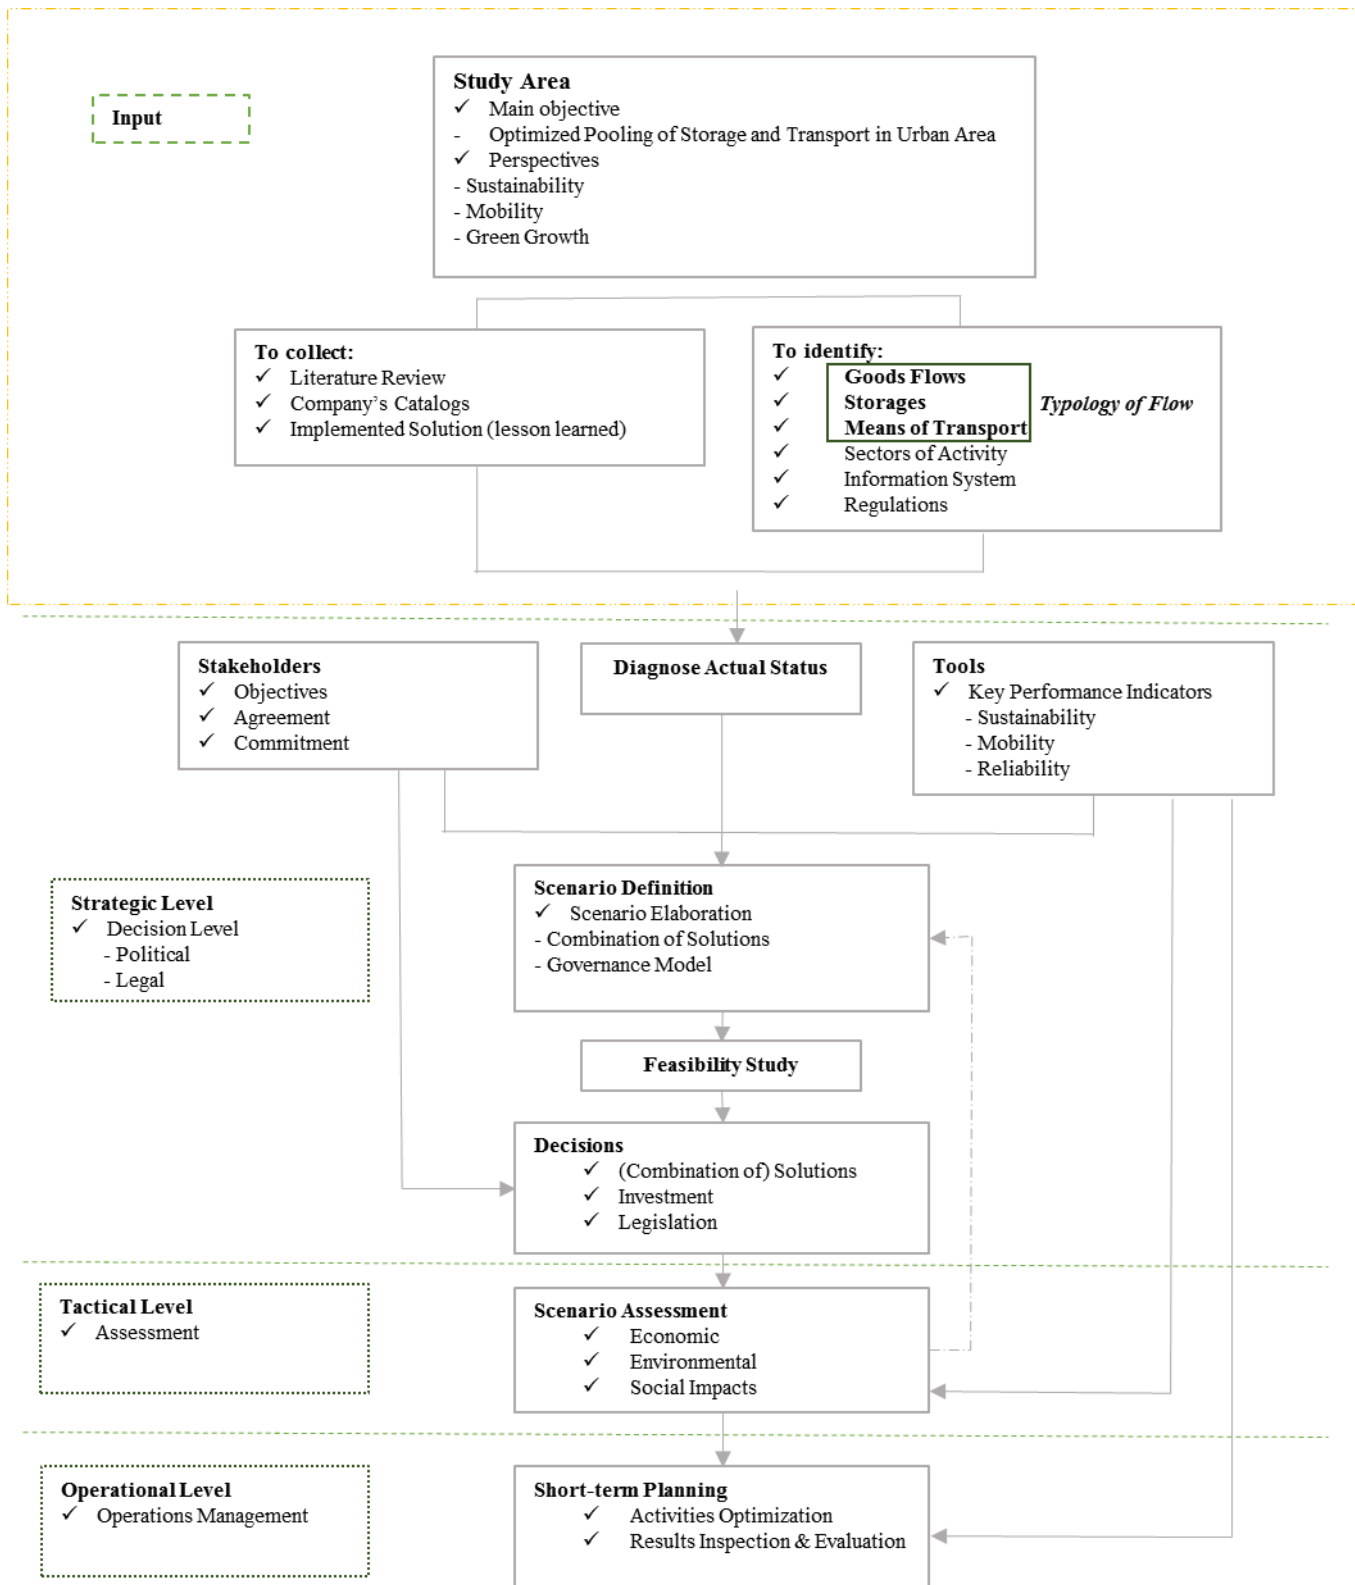 Input
Study Area
✓ Main objective
- Optimized Pooling of Storage and Transport in Urban Area
✓ Perspectives
- Sustainability
- Mobility
- Green Growth
To collect:
✓ Literature Review
✓ Company's Catalogs
✓ Implemented Solution (lesson learned)
To identify:
✓ Goods Flows
✓ Storages
✓ Means of Transport
Typology of Flow
✓ Sectors of Activity
✓ Information System
✓ Regulations
Stakeholders
✓ Objectives
✓ Agreement
✓ Commitment
Diagnose Actual Status
Tools
✓ Key Performance Indicators
- Sustainability
- Mobility
- Reliability
Strategic Level
✓ Decision Level
- Political
- Legal
Scenario Definition
✓ Scenario Elaboration
- Combination of Solutions
- Governance Model
Feasibility Study
Decisions
✓ (Combination of) Solutions
✓ Investment
✓ Legislation
Tactical Level
✓ Assessment
Scenario Assessment
✓ Economic
✓ Environmental
✓ Social Impacts
Operational Level
✓ Operations Management
Short-term Planning
✓ Activities Optimization
✓ Results Inspection & Evaluation